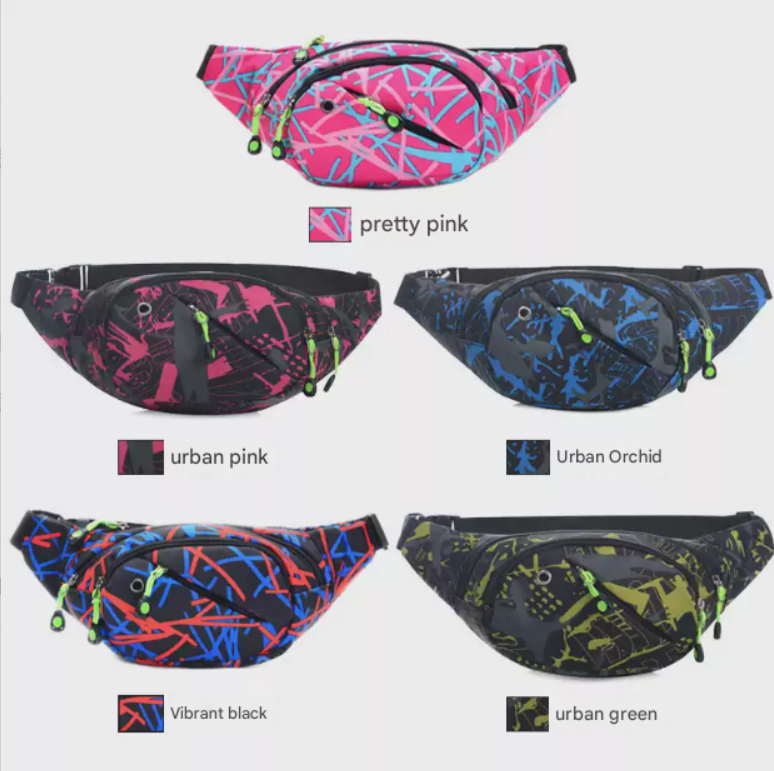 pretty pink
urban pink
Urban Orchid
Vibrant black
urban green